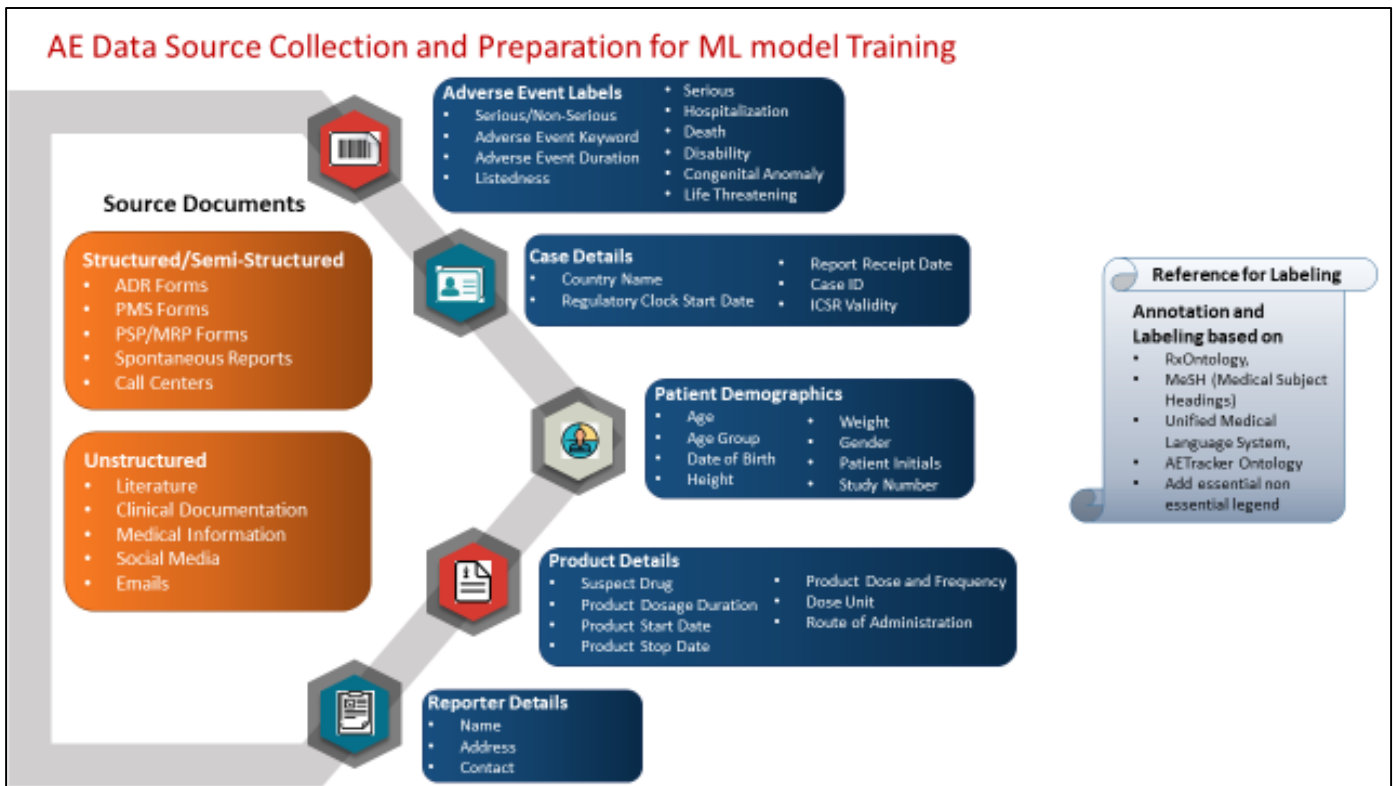 AE Data Source Collection and Preparation for ML model Training
Source Documents
Structured/Semi-Structured
• ADR Forms
• PMS Forms
• PSP/MRP Forms
• Spontaneous Reports
• Call Centers
Unstructured
• Literature
• Clinical Documentation
• Medical Information
• Social Media
• Emails
Adverse Event Labels
• Serious/Non-Serious
• Adverse Event Keyword
• Adverse Event Duration
• Listedness
• Serious
• Hospitalization
• Death
• Disability
• Congenital Anomaly
• Life Threatening
Case Details
• Country Name
• Regulatory Clock Start Date
• Report Receipt Date
• Case ID
• ICSR Validity
Patient Demographics
• Age
• Age Group
• Date of Birth
• Height
• Weight
• Gender
• Patient Initials
• Study Number
Product Details
• Suspect Drug
• Product Dosage Duration
• Product Start Date
• Product Stop Date
• Product Dose and Frequency
• Dose Unit
• Route of Administration
Reporter Details
• Name
• Address
• Contact
Reference for Labeling
Annotation and
Labeling based on
• RxOntology,
• MeSH (Medical Subject
Headings)
• Unified Medical
Language System,
• AETracker Ontology
• Add essential non
essential legend